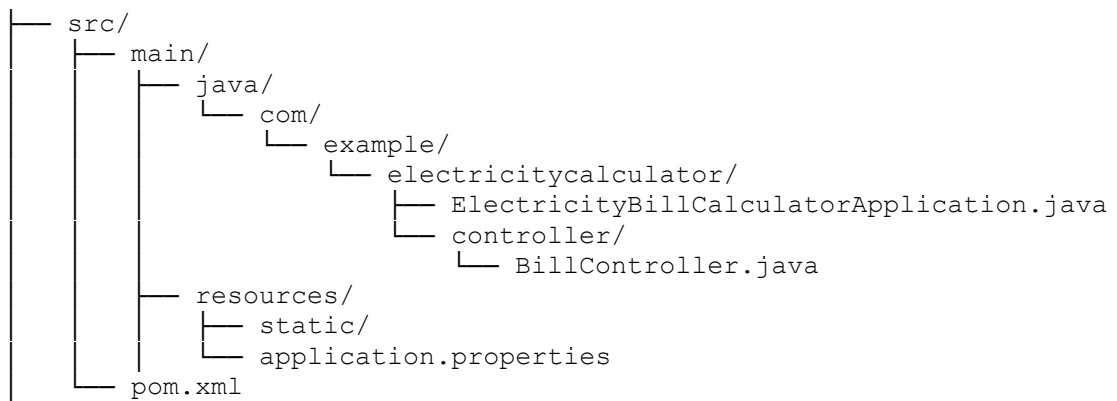 src/
main/
java/
com/
example/
electricitycalculator/
ElectricityBillCalculatorApplication.java
controller/
BillController.java
resources/
static/
application.properties
pom.xml